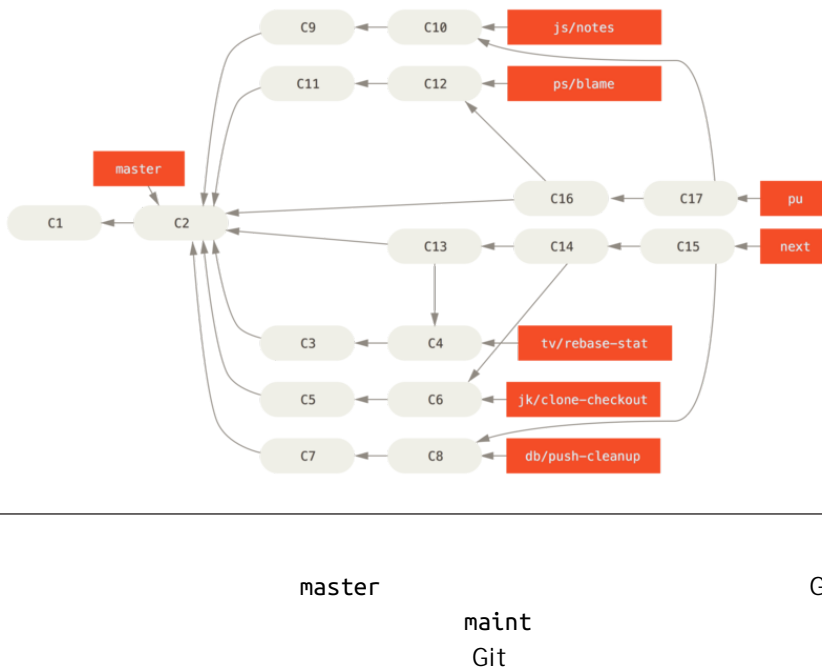 C9 C10 js/notes
C11 C12 ps/blame
master
C16 C17 pu
C1 C2
C13 C14 C15 next
C3 C4 tv/rebase-stat
C5 C6 jk/clone-checkout
C7 C8 db/push-cleanup
master G
maint
Git